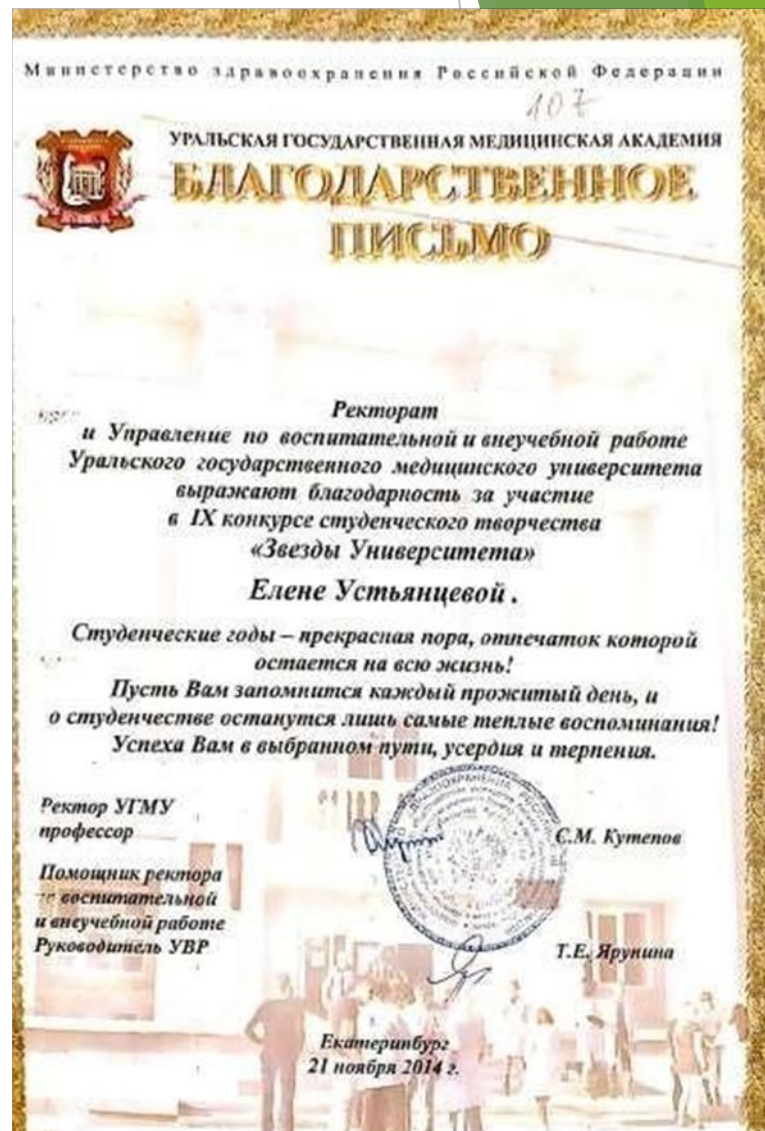 Министерство здравоохранения Российской Федерации
107
УРАЛЬСКАЯ ГОСУДАРСТВЕННАЯ МЕДИЦИНСКАЯ АКАДЕМИЯ
БЛАГОДАРСТВЕННОЕ
ПИСЬМО
Ректорат
и Управление по воспитательной и внеучебной работе
Уральского государственного медицинского университета
выражают благодарность за участие
в IX конкурсе студенческого творчества
«Звезды Университета»
Елене Устьянцевой .
Студенческие годы – прекрасная пора, отпечаток которой
остается на всю жизнь!
Пусть Вам запомнится каждый прожитый день, и
о студенчестве останутся лишь самые теплые воспоминания!
Успеха Вам в выбранном пути, усердия и терпения.
Ректор УГМУ
профессор
С.М. Кутепов
Помощник ректора
по воспитательной
и внеучебной работе
Руководитель УВР
Т.Е. Ярунина
Екатеринбург
21 ноября 2014 г.